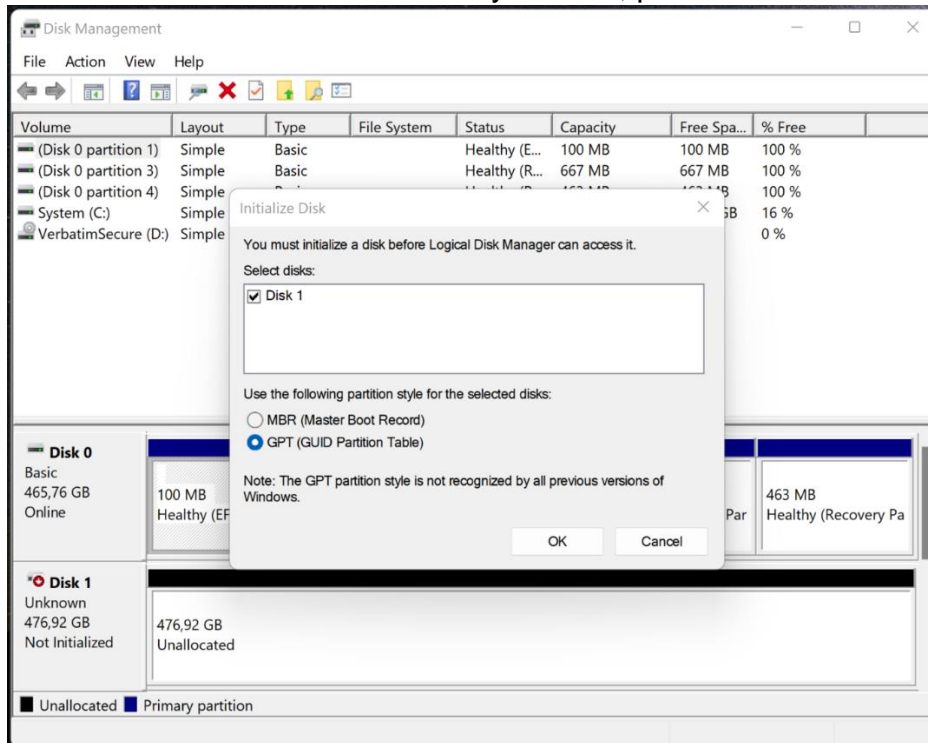 Disk Management
File Action View Help
Volume Layout Type File System Status Capacity Free Spa... % Free
(Disk 0 partition 1) Simple Basic Healthy (E... 100 MB 100 MB 100 %
(Disk 0 partition 3) Simple Basic Healthy (R... 667 MB 667 MB 100 %
(Disk 0 partition 4) Simple 100 %
System (C:) Simple 16 %
VerbatimSecure (D:) Simple 0 %
Initialize Disk
You must initialize a disk before Logical Disk Manager can access it.
Select disks:
Disk 1
Use the following partition style for the selected disks:
MBR (Master Boot Record)
GPT (GUID Partition Table)
Note: The GPT partition style is not recognized by all previous versions of
Windows.
OK Cancel
Disk 0
Basic
465,76 GB
Online
100 MB
Healthy (EF
Par
463 MB
Healthy (Recovery Pa
Disk 1
Unknown
476,92 GB
Not Initialized
476,92 GB
Unallocated
Unallocated Primary partition